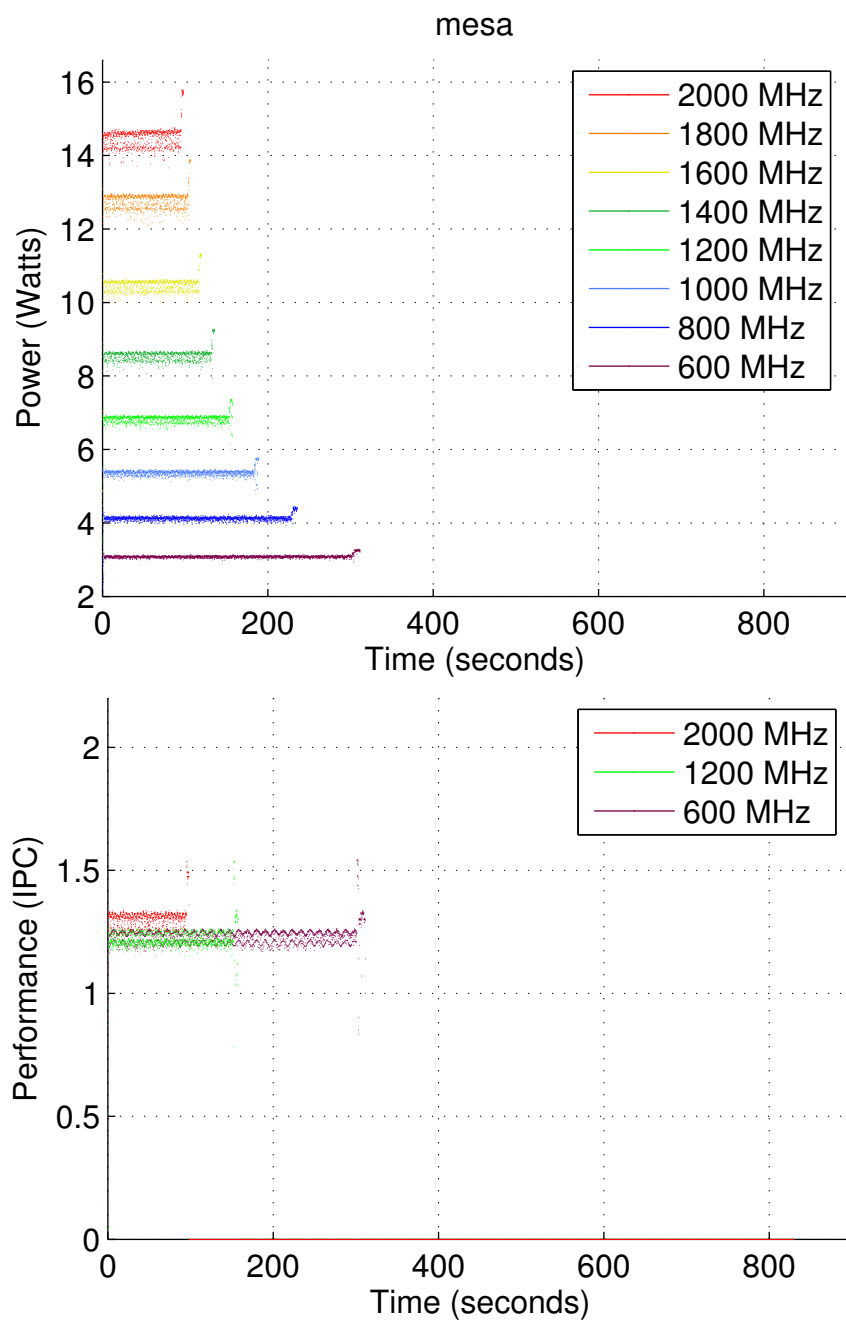 mesa
16
14
12
10
8
6
4
2
Power (Watts)
2000 MHz
1800 MHz
1600 MHz
1400 MHz
1200 MHz
1000 MHz
800 MHz
600 MHz
0 200 400 600 800
Time (seconds)
2
1.5
1
0.5
0
Performance (IPC)
2000 MHz
1200 MHz
600 MHz
0 200 400 600 800
Time (seconds)